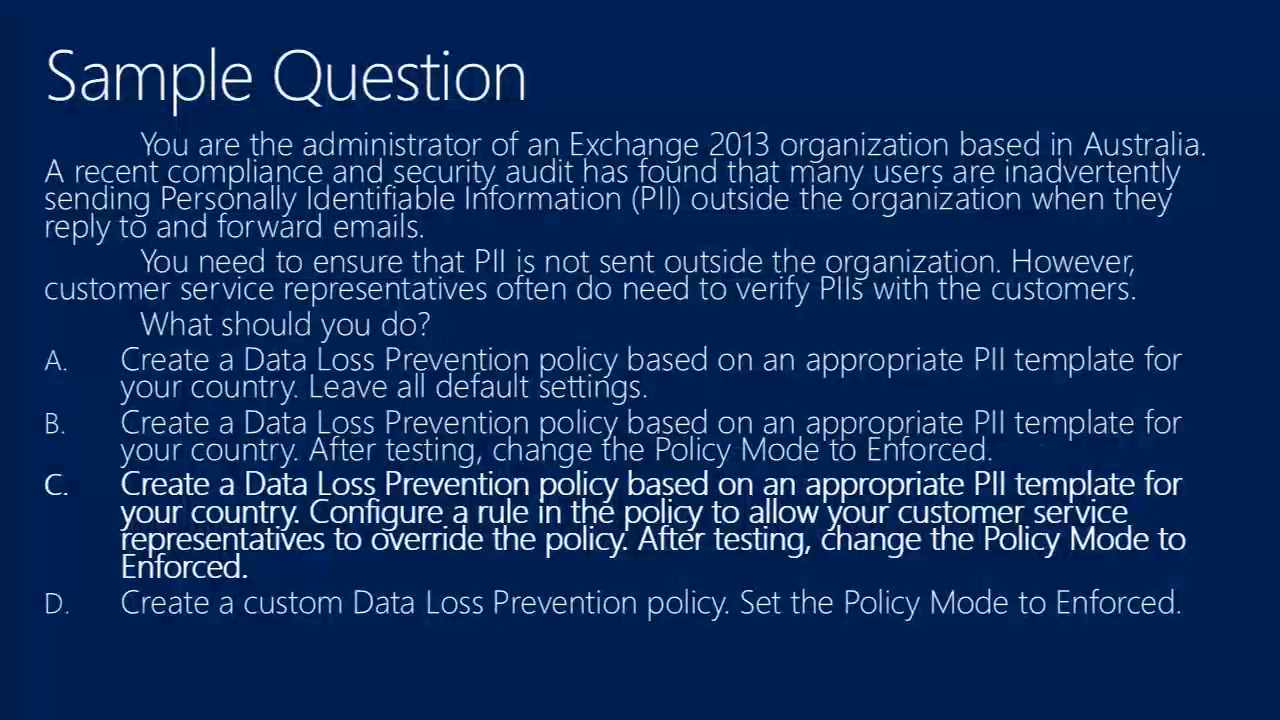 Sample Question
You are the administrator of an Exchange 2013 organization based in Australia.
A recent compliance and security audit has found that many users are inadvertently
sending Personally Identifiable Information (PII) outside the organization when they
reply to and forward emails.
You need to ensure that PII is not sent outside the organization. However,
customer service representatives often do need to verify PIIs with the customers.
What should you do?
A. Create a Data Loss Prevention policy based on an appropriate PII template for
your country. Leave all default settings.
B. Create a Data Loss Prevention policy based on an appropriate PII template for
your country. After testing, change the Policy Mode to Enforced.
C. Create a Data Loss Prevention policy based on an appropriate PII template for
your country. Configure a rule in the policy to allow your customer service
representatives to override the policy. After testing, change the Policy Mode to
Enforced.
D. Create a custom Data Loss Prevention policy. Set the Policy Mode to Enforced.